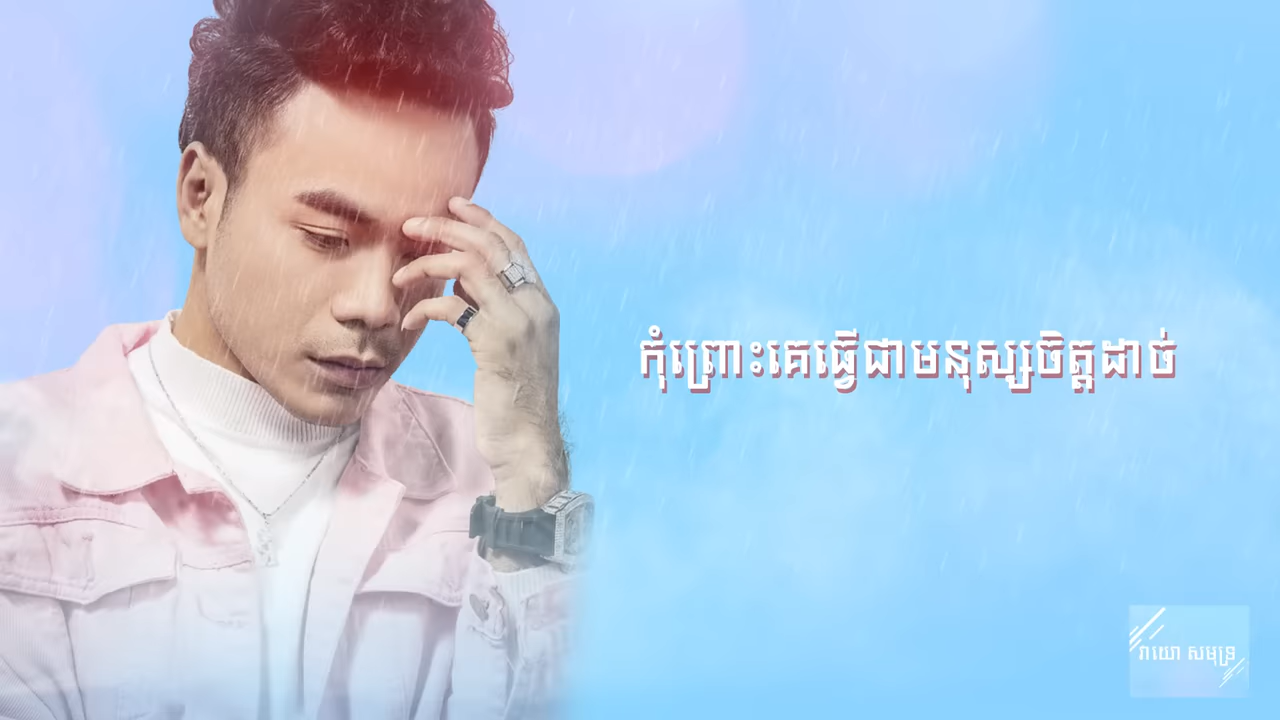 កុំព្រោះគេធ្វើជាមនុស្សចិត្តដាច់
វាយោ សមុទ្រ